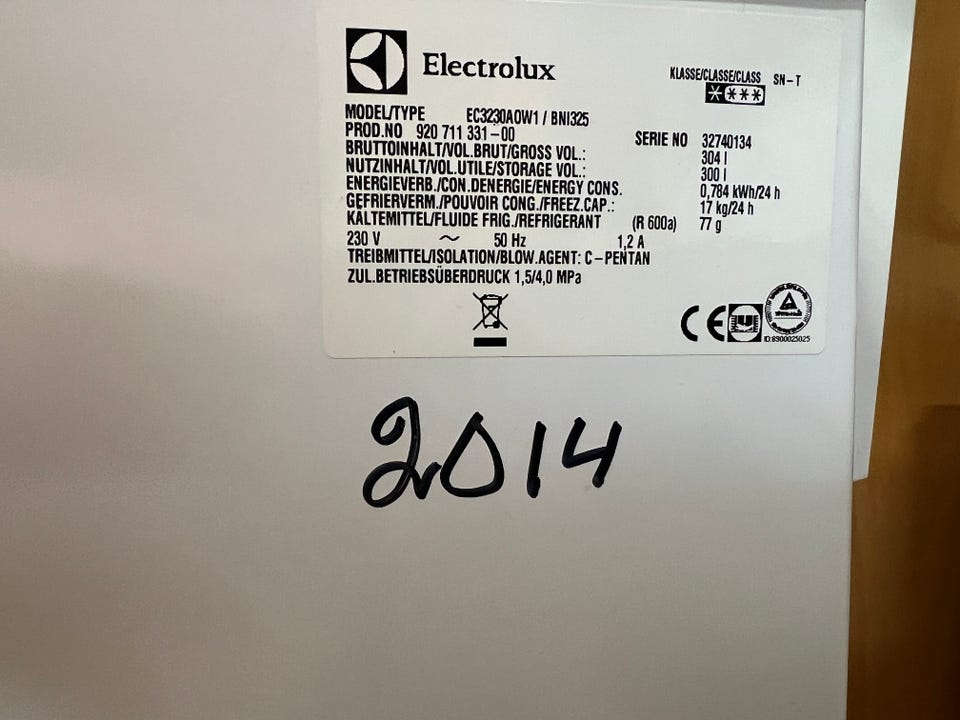 Electrolux
KLASSE/CLASSE/CLASS SN-T
****
MODEL/TYPE EC3230AOW1 / BNI325
PROD.NO 920 711 331-00 SERIE NO 32740134
BRUTTOINHALT/VOL.BRUT/GROSS VOL.: 304 l
NUTZINHALT/VOL.UTILE/STORAGE VOL.: 300 l
ENERGIEVERB./CON.DENERGIE/ENERGY CONS. 0,784 kWh/24 h
GEFRIERVERM./POUVOIR CONG./FREEZ.CAP.: 17 kg/24 h
KÄLTEMITTEL/FLUIDE FRIG./REFRIGERANT (R 600a) 77 g
230 V ~ 50 Hz 1,2 A
TREIBMITTEL/ISOLATION/BLOW.AGENT: C-PENTAN
ZUL.BETRIEBSÜBERDRUCK 1,5/4,0 MPa
CE
ID:8900025025
2014